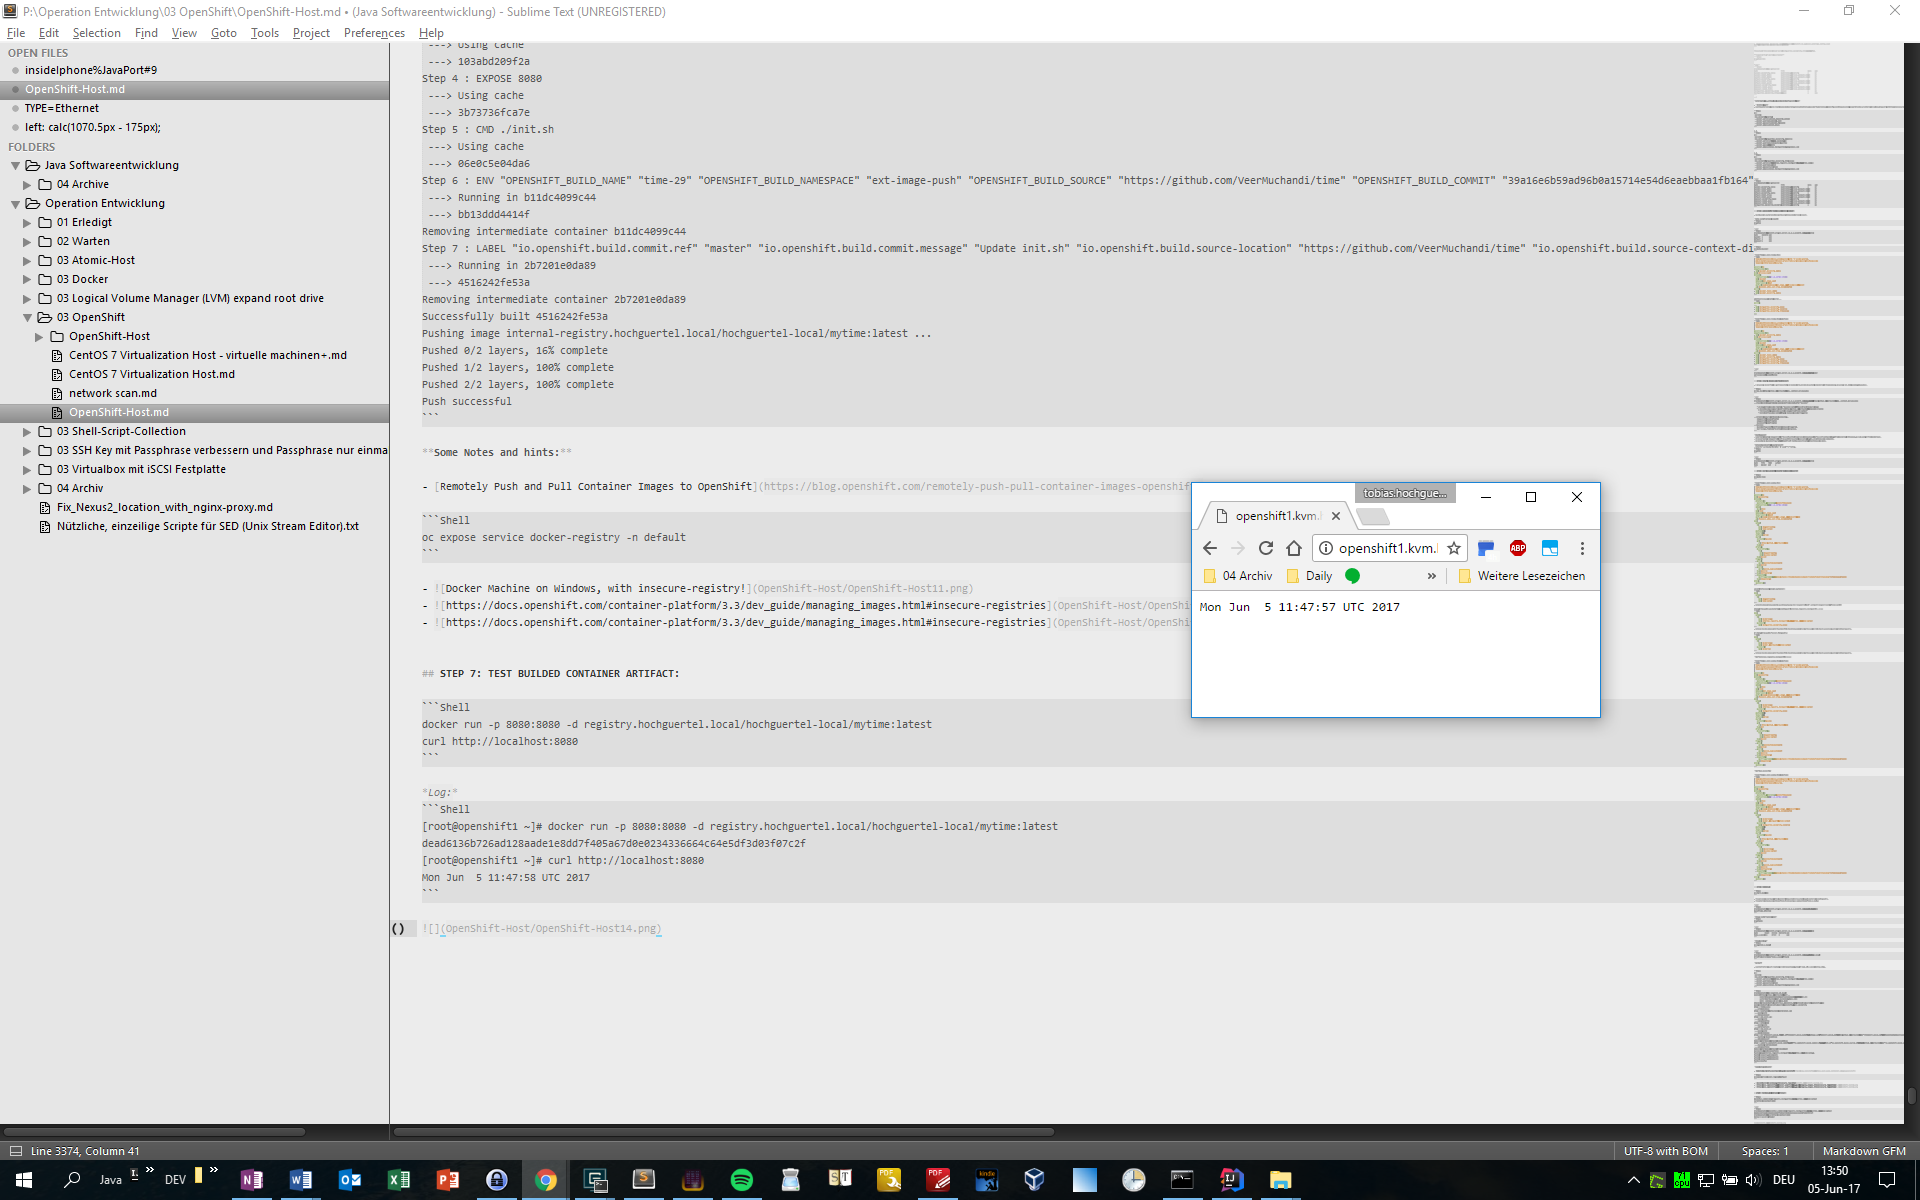 P:\Operation Entwicklung\03 OpenShift\OpenShift-Host.md • (Java Softwareentwicklung) - Sublime Text (UNREGISTERED)
File Edit Selection Find View Goto Tools Project Preferences Help
OPEN FILES
insidelphone%JavaPort#9
OpenShift-Host.md
TYPE=Ethernet
left: calc(1070.5px - 175px);
FOLDERS
Java Softwareentwicklung
04 Archive
Operation Entwicklung
01 Erledigt
02 Warten
03 Atomic-Host
03 Docker
03 Logical Volume Manager (LVM) expand root drive
03 OpenShift
OpenShift-Host
CentOS 7 Virtualization Host - virtuelle machinen+.md
CentOS 7 Virtualization Host.md
network scan.md
OpenShift-Host.md
03 Shell-Script-Collection
03 SSH Key mit Passphrase verbessern und Passphrase nur einma
03 Virtualbox mit iSCSI Festplatte
04 Archiv
Fix_Nexus2_location_with_nginx-proxy.md
Nützliche, einzeilige Scripte für SED (Unix Stream Editor).txt
---> Using cache
---> 103abd209f2a
Step 4 : EXPOSE 8080
---> Using cache
---> 3b73736fca7e
Step 5 : CMD ./init.sh
---> Using cache
---> 06e0c5e04da6
Step 6 : ENV "OPENSHIFT_BUILD_NAME" "time-29" "OPENSHIFT_BUILD_NAMESPACE" "ext-image-push" "OPENSHIFT_BUILD_SOURCE" "https://github.com/VeerMuchandi/time" "OPENSHIFT_BUILD_COMMIT" "39a16e6b59ad96b0a15714e54d6eaebbaa1fb164"
---> Running in b11dc4099c44
---> bb13ddd4414f
Removing intermediate container b11dc4099c44
Step 7 : LABEL "io.openshift.build.commit.ref" "master" "io.openshift.build.commit.message" "Update init.sh" "io.openshift.build.source-location" "https://github.com/VeerMuchandi/time" "io.openshift.build.source-context-di
---> Running in 2b7201e0da89
---> 4516242fe53a
Removing intermediate container 2b7201e0da89
Successfully built 4516242fe53a
Pushing image internal-registry.hochguertel.local/hochguertel-local/mytime:latest ...
Pushed 0/2 layers, 16% complete
Pushed 1/2 layers, 100% complete
Pushed 2/2 layers, 100% complete
Push successful
```
**Some Notes and hints:**
- [Remotely Push and Pull Container Images to OpenShift](https://blog.openshift.com/remotely-push-pull-container-images-openshif
```Shell
oc expose service docker-registry -n default
```
- ![Docker Machine on Windows, with insecure-registry!](OpenShift-Host/OpenShift-Host11.png)
- ![https://docs.openshift.com/container-platform/3.3/dev_guide/managing_images.html#insecure-registries](OpenShift-Host/OpenShi
- ![https://docs.openshift.com/container-platform/3.3/dev_guide/managing_images.html#insecure-registries](OpenShift-Host/OpenShi
## STEP 7: TEST BUILDED CONTAINER ARTIFACT:
```Shell
docker run -p 8080:8080 -d registry.hochguertel.local/hochguertel-local/mytime:latest
curl http://localhost:8080
```
*Log:*
```Shell
[root@openshift1 ~]# docker run -p 8080:8080 -d registry.hochguertel.local/hochguertel-local/mytime:latest
dead6136b726ad128aade1e8dd7f405a67d0e0234336664c64e5df3d03f07c2f
[root@openshift1 ~]# curl http://localhost:8080
Mon Jun  5 11:47:58 UTC 2017
```
() ![](OpenShift-Host/OpenShift-Host14.png)
tobias.hochgue...
openshift1.kvm.
openshift1.kvm.
ABP
04 Archiv Daily » Weitere Lesezeichen
Mon Jun  5 11:47:57 UTC 2017
Line 3374, Column 41 UTF-8 with BOM Spaces: 1 Markdown GFM
Java L » DEV » DEU 13:50
05-Jun-17